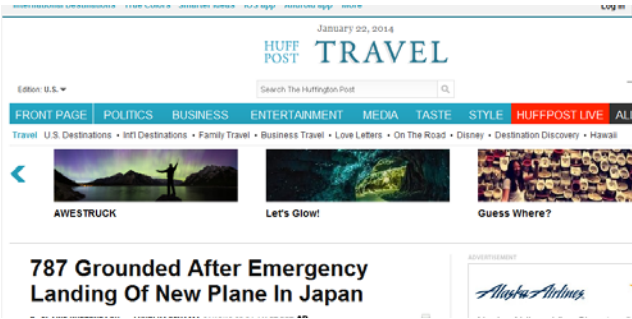 International Destinations True Colors Smarter Ideas iOS app Android app More Log in
January 22, 2014
HUFF
POST TRAVEL
Edition: U.S.
Search The Huffington Post
FRONT PAGE POLITICS BUSINESS ENTERTAINMENT MEDIA TASTE STYLE HUFFPOST LIVE ALL
Travel U.S. Destinations • Int'l Destinations • Family Travel • Business Travel • Love Letters • On The Road • Disney • Destination Discovery • Hawaii
AWESTRUCK Let's Glow! Guess Where?
ADVERTISEMENT
787 Grounded After Emergency
Landing Of New Plane In Japan
Alaska Airlines